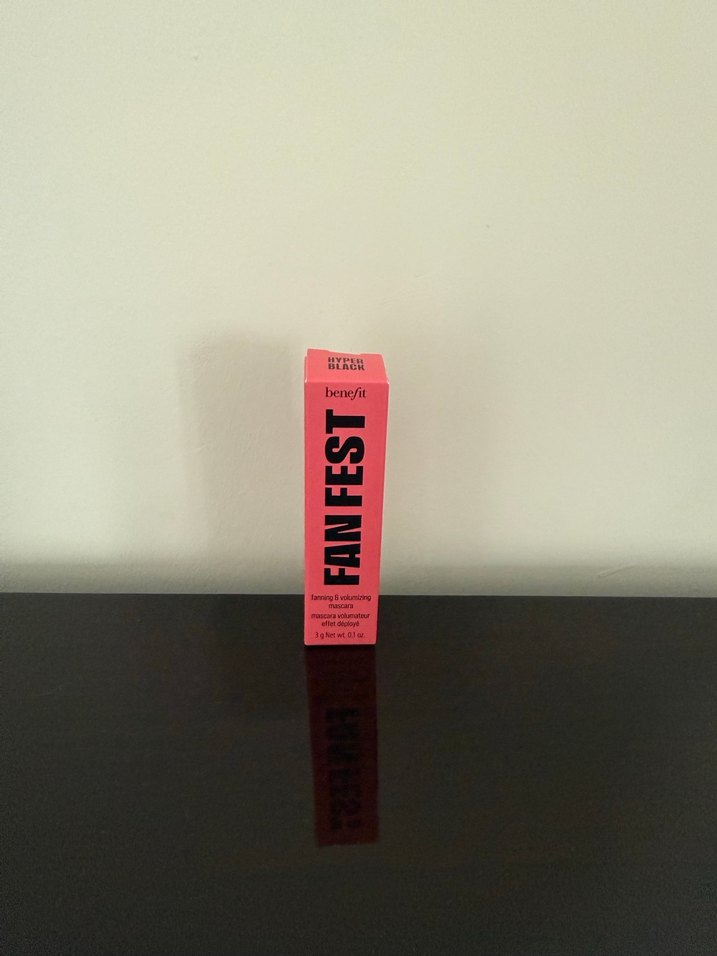 HYPER
BLACK
benefit
FAN FEST
fanning & volumizing
mascara
mascara volumateur
effet déployé
3 g Net wt. 0.1 oz.